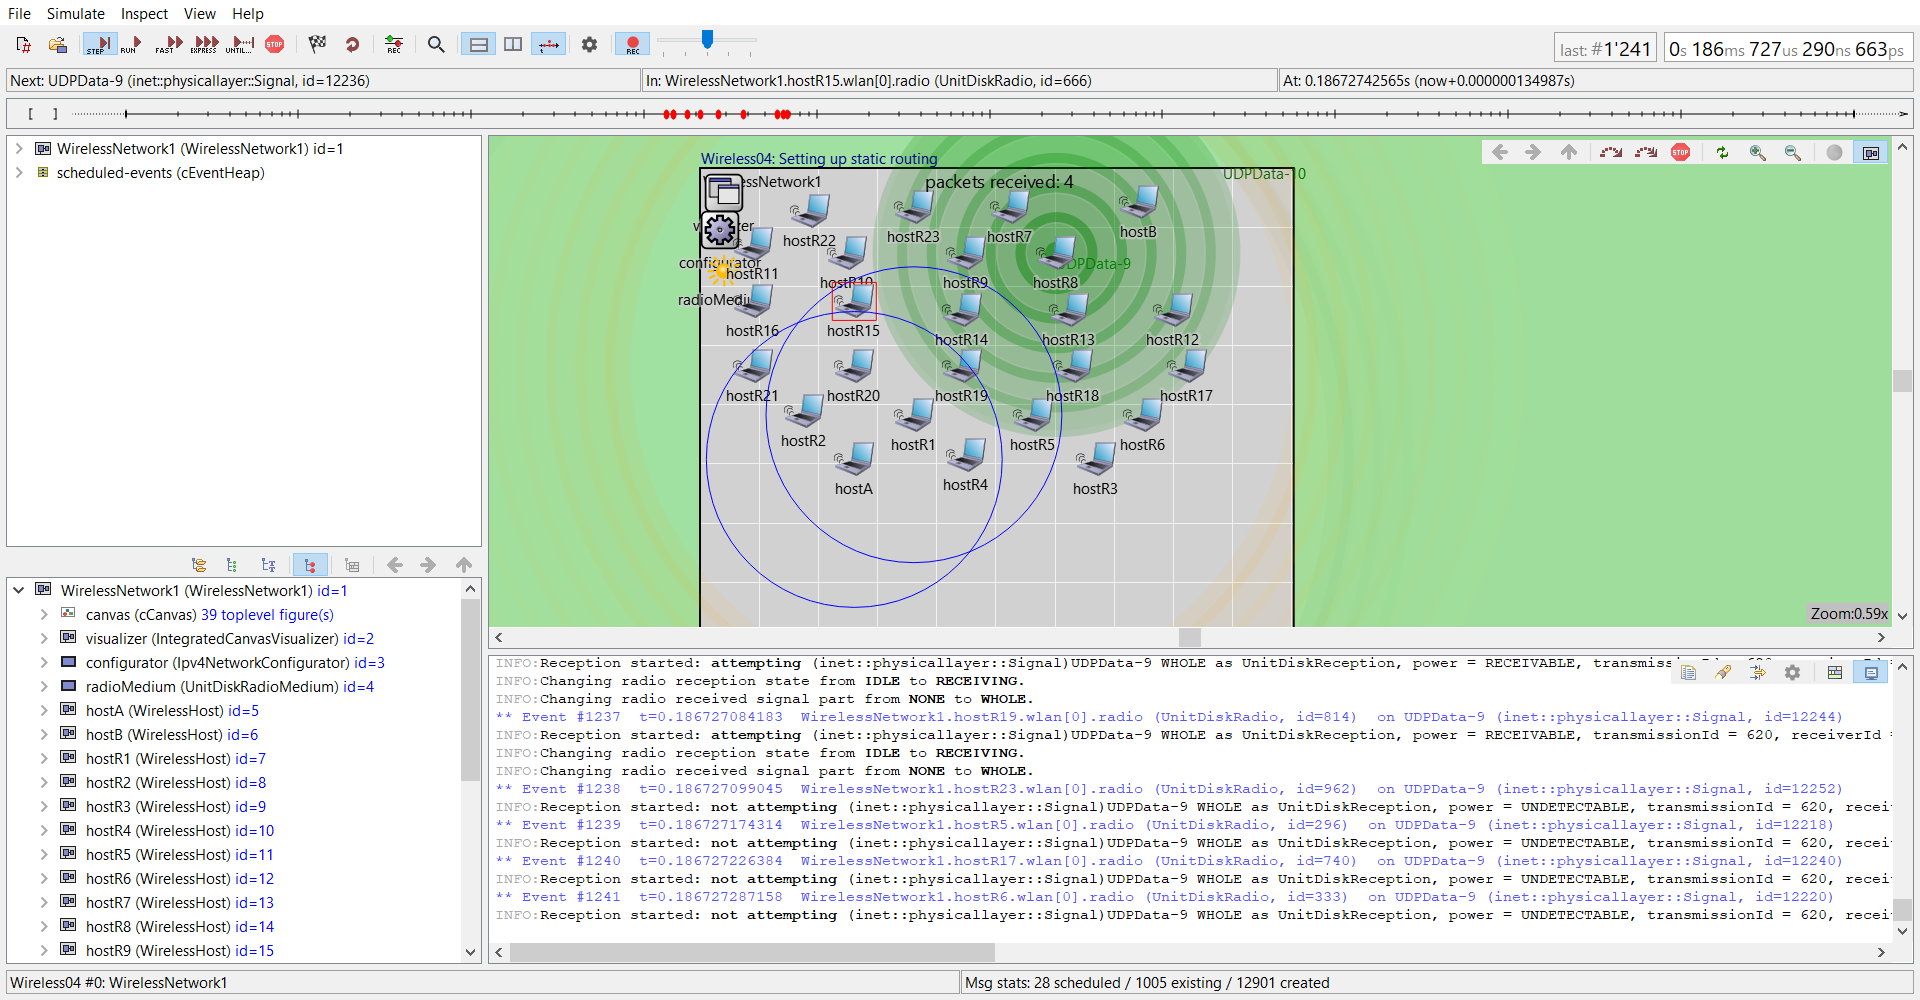 File Simulate Inspect View Help
STEP RUN FAST EXPRESS UNTIL... STOP REC REC
last: #1'241 0s 186ms 727us 290ns 663ps
Next: UDPData-9 (inet::physicallayer::Signal, id=12236) In: WirelessNetwork1.hostR15.wlan[0].radio (UnitDiskRadio, id=666) At: 0.18672742565s (now+0.000000134987s)
[ ]
WirelessNetwork1 (WirelessNetwork1) id=1
scheduled-events (cEventHeap)
WirelessNetwork1 (WirelessNetwork1) id=1
canvas (cCanvas) 39 toplevel figure(s)
visualizer (IntegratedCanvasVisualizer) id=2
configurator (Ipv4NetworkConfigurator) id=3
radioMedium (UnitDiskRadioMedium) id=4
hostA (WirelessHost) id=5
hostB (WirelessHost) id=6
hostR1 (WirelessHost) id=7
hostR2 (WirelessHost) id=8
hostR3 (WirelessHost) id=9
hostR4 (WirelessHost) id=10
hostR5 (WirelessHost) id=11
hostR6 (WirelessHost) id=12
hostR7 (WirelessHost) id=13
hostR8 (WirelessHost) id=14
hostR9 (WirelessHost) id=15
Wireless04: Setting up static routing
STOP
packets received: 4
UDPData-10
hostR22
hostR23
hostR7
hostB
configurator
hostR11
hostR10
hostR9
hostR8
UDPData-9
hostR16
hostR15
hostR14
hostR13
hostR12
hostR21
hostR20
hostR19
hostR18
hostR17
hostR2
hostR1
hostR5
hostR6
hostA
hostR4
hostR3
Zoom:0.59x
INFO:Reception started: attempting (inet::physicallayer::Signal)UDPData-9 WHOLE as UnitDiskReception, power = RECEIVABLE,
INFO:Changing radio reception state from IDLE to RECEIVING.
INFO:Changing radio received signal part from NONE to WHOLE.
** Event #1237 t=0.186727084183 WirelessNetwork1.hostR19.wlan[0].radio (UnitDiskRadio, id=814) on UDPData-9 (inet::physicallayer::Signal, id=12244)
INFO:Reception started: attempting (inet::physicallayer::Signal)UDPData-9 WHOLE as UnitDiskReception, power = RECEIVABLE, transmissionId = 620, receiverId =
INFO:Changing radio reception state from IDLE to RECEIVING.
INFO:Changing radio received signal part from NONE to WHOLE.
** Event #1238 t=0.186727099045 WirelessNetwork1.hostR23.wlan[0].radio (UnitDiskRadio, id=962) on UDPData-9 (inet::physicallayer::Signal, id=12252)
INFO:Reception started: not attempting (inet::physicallayer::Signal)UDPData-9 WHOLE as UnitDiskReception, power = UNDETECTABLE, transmissionId = 620, recei
** Event #1239 t=0.186727174314 WirelessNetwork1.hostR5.wlan[0].radio (UnitDiskRadio, id=296) on UDPData-9 (inet::physicallayer::Signal, id=12218)
INFO:Reception started: not attempting (inet::physicallayer::Signal)UDPData-9 WHOLE as UnitDiskReception, power = UNDETECTABLE, transmissionId = 620, recei
** Event #1240 t=0.186727226384 WirelessNetwork1.hostR17.wlan[0].radio (UnitDiskRadio, id=740) on UDPData-9 (inet::physicallayer::Signal, id=12240)
INFO:Reception started: not attempting (inet::physicallayer::Signal)UDPData-9 WHOLE as UnitDiskReception, power = UNDETECTABLE, transmissionId = 620, recei
** Event #1241 t=0.186727287158 WirelessNetwork1.hostR6.wlan[0].radio (UnitDiskRadio, id=333) on UDPData-9 (inet::physicallayer::Signal, id=12220)
INFO:Reception started: not attempting (inet::physicallayer::Signal)UDPData-9 WHOLE as UnitDiskReception, power = UNDETECTABLE, transmissionId = 620, recei
Wireless04 #0: WirelessNetwork1 Msg stats: 28 scheduled / 1005 existing / 12901 created